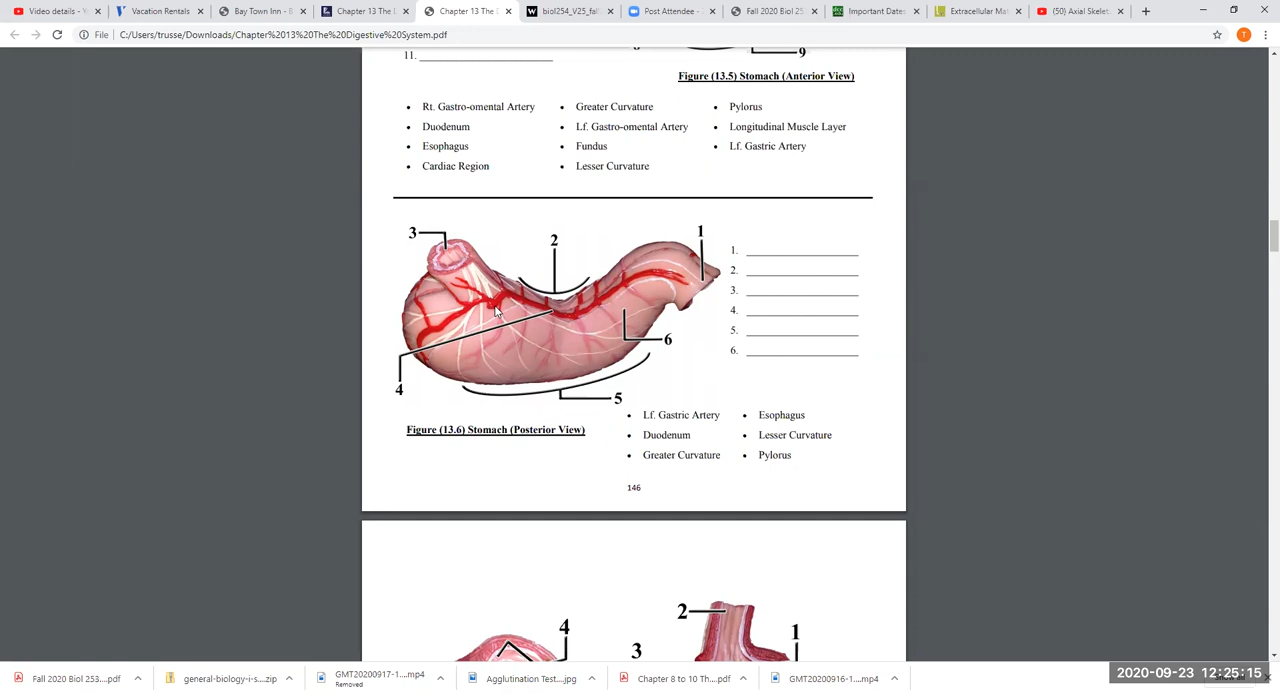 Video details - Y
Vacation Rentals
Bay Town Inn - B
Chapter 13 The D
Chapter 13 The D
biol254_V25_fal
Post Attendee -
Fall 2020 Biol 25
Important Dates
Extracellular Ma
(50) Axial Skelet
File
C:/Users/trusse/Downloads/Chapter%2013%20The%20Digestive%20System.pdf
T
11.
9
Figure (13.5) Stomach (Anterior View)
• Rt. Gastro-omental Artery • Greater Curvature • Pylorus
• Duodenum • Lf. Gastro-omental Artery • Longitudinal Muscle Layer
• Esophagus • Fundus • Lf. Gastric Artery
• Cardiac Region • Lesser Curvature
3
2
1
4
6
5
1.
2.
3.
4.
5.
6.
Figure (13.6) Stomach (Posterior View)
• Lf. Gastric Artery • Esophagus
• Duodenum • Lesser Curvature
• Greater Curvature • Pylorus
146
4
2
3
1
Fall 2020 Biol 253....pdf
general-biology-i-s....zip
GMT20200917-1....mp4
Removed
Agglutination Test....jpg
Chapter 8 to 10 Th....pdf
GMT20200916-1....mp4
2020-09-23 12:25:15